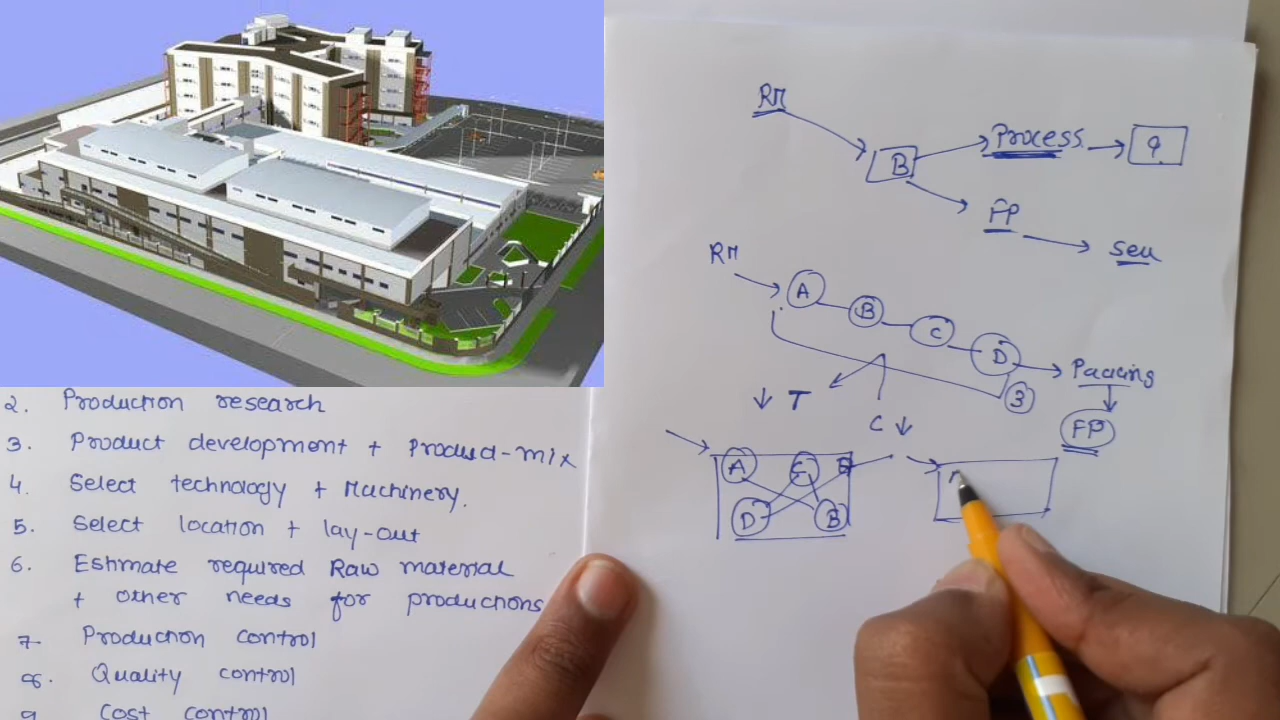 2. Production research
3. Product development + Product-mix
4. Select technology + Machinery.
5. Select location + lay-out
6. Estimate required Raw material
+ other needs for productions
7- Production control
8. Quality control
9 Cost control
RM
B Process 9
FP Sell
RM
A B C D Packing
3
↓ T
C ↓
FP
A C
D B